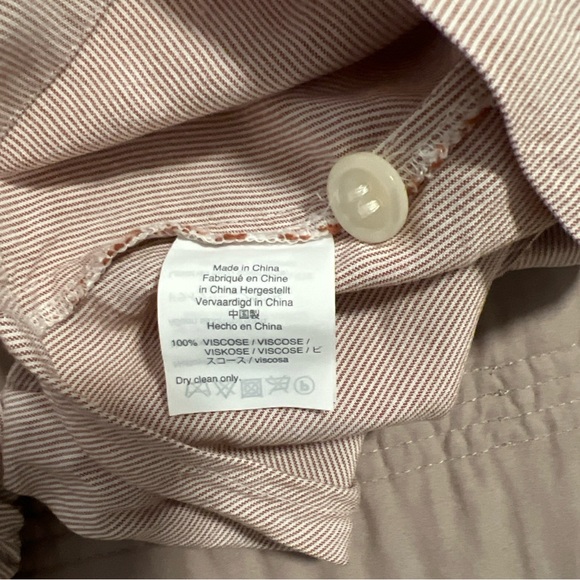 Made in China
Fabriqué en Chine
in China Hergestellt
Vervaardigd in China
中国製
Hecho en China
100% VISCOSE / VISCOSE /
VISKOSE / VISCOSE / ビ
スコース / viscosa
Dry clean only